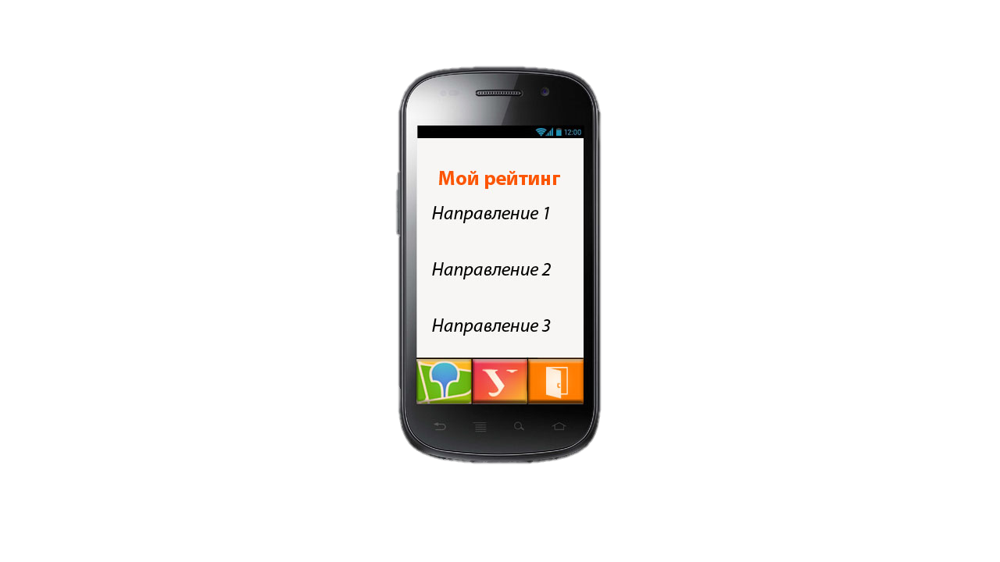 12:00
Мой рейтинг
Направление 1
Направление 2
Направление 3
У